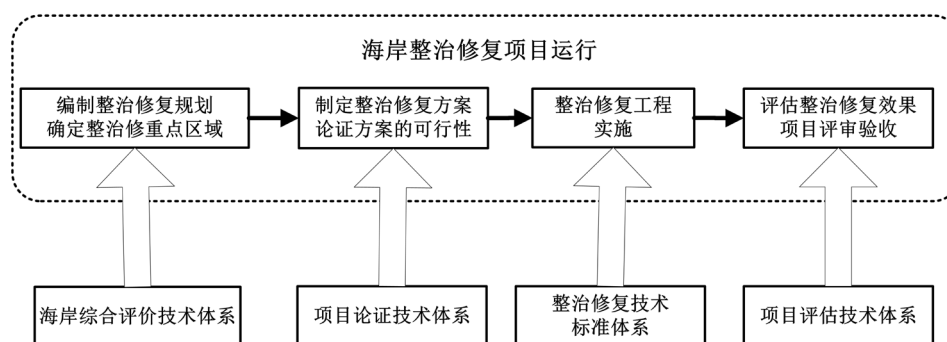 海岸整治修复项目运行
编制整治修复规划
确定整治修重点区域
制定整治修复方案
论证方案的可行性
整治修复工程
实施
评估整治修复效果
项目评审验收
海岸综合评价技术体系
项目论证技术体系
整治修复技术
标准体系
项目评估技术体系